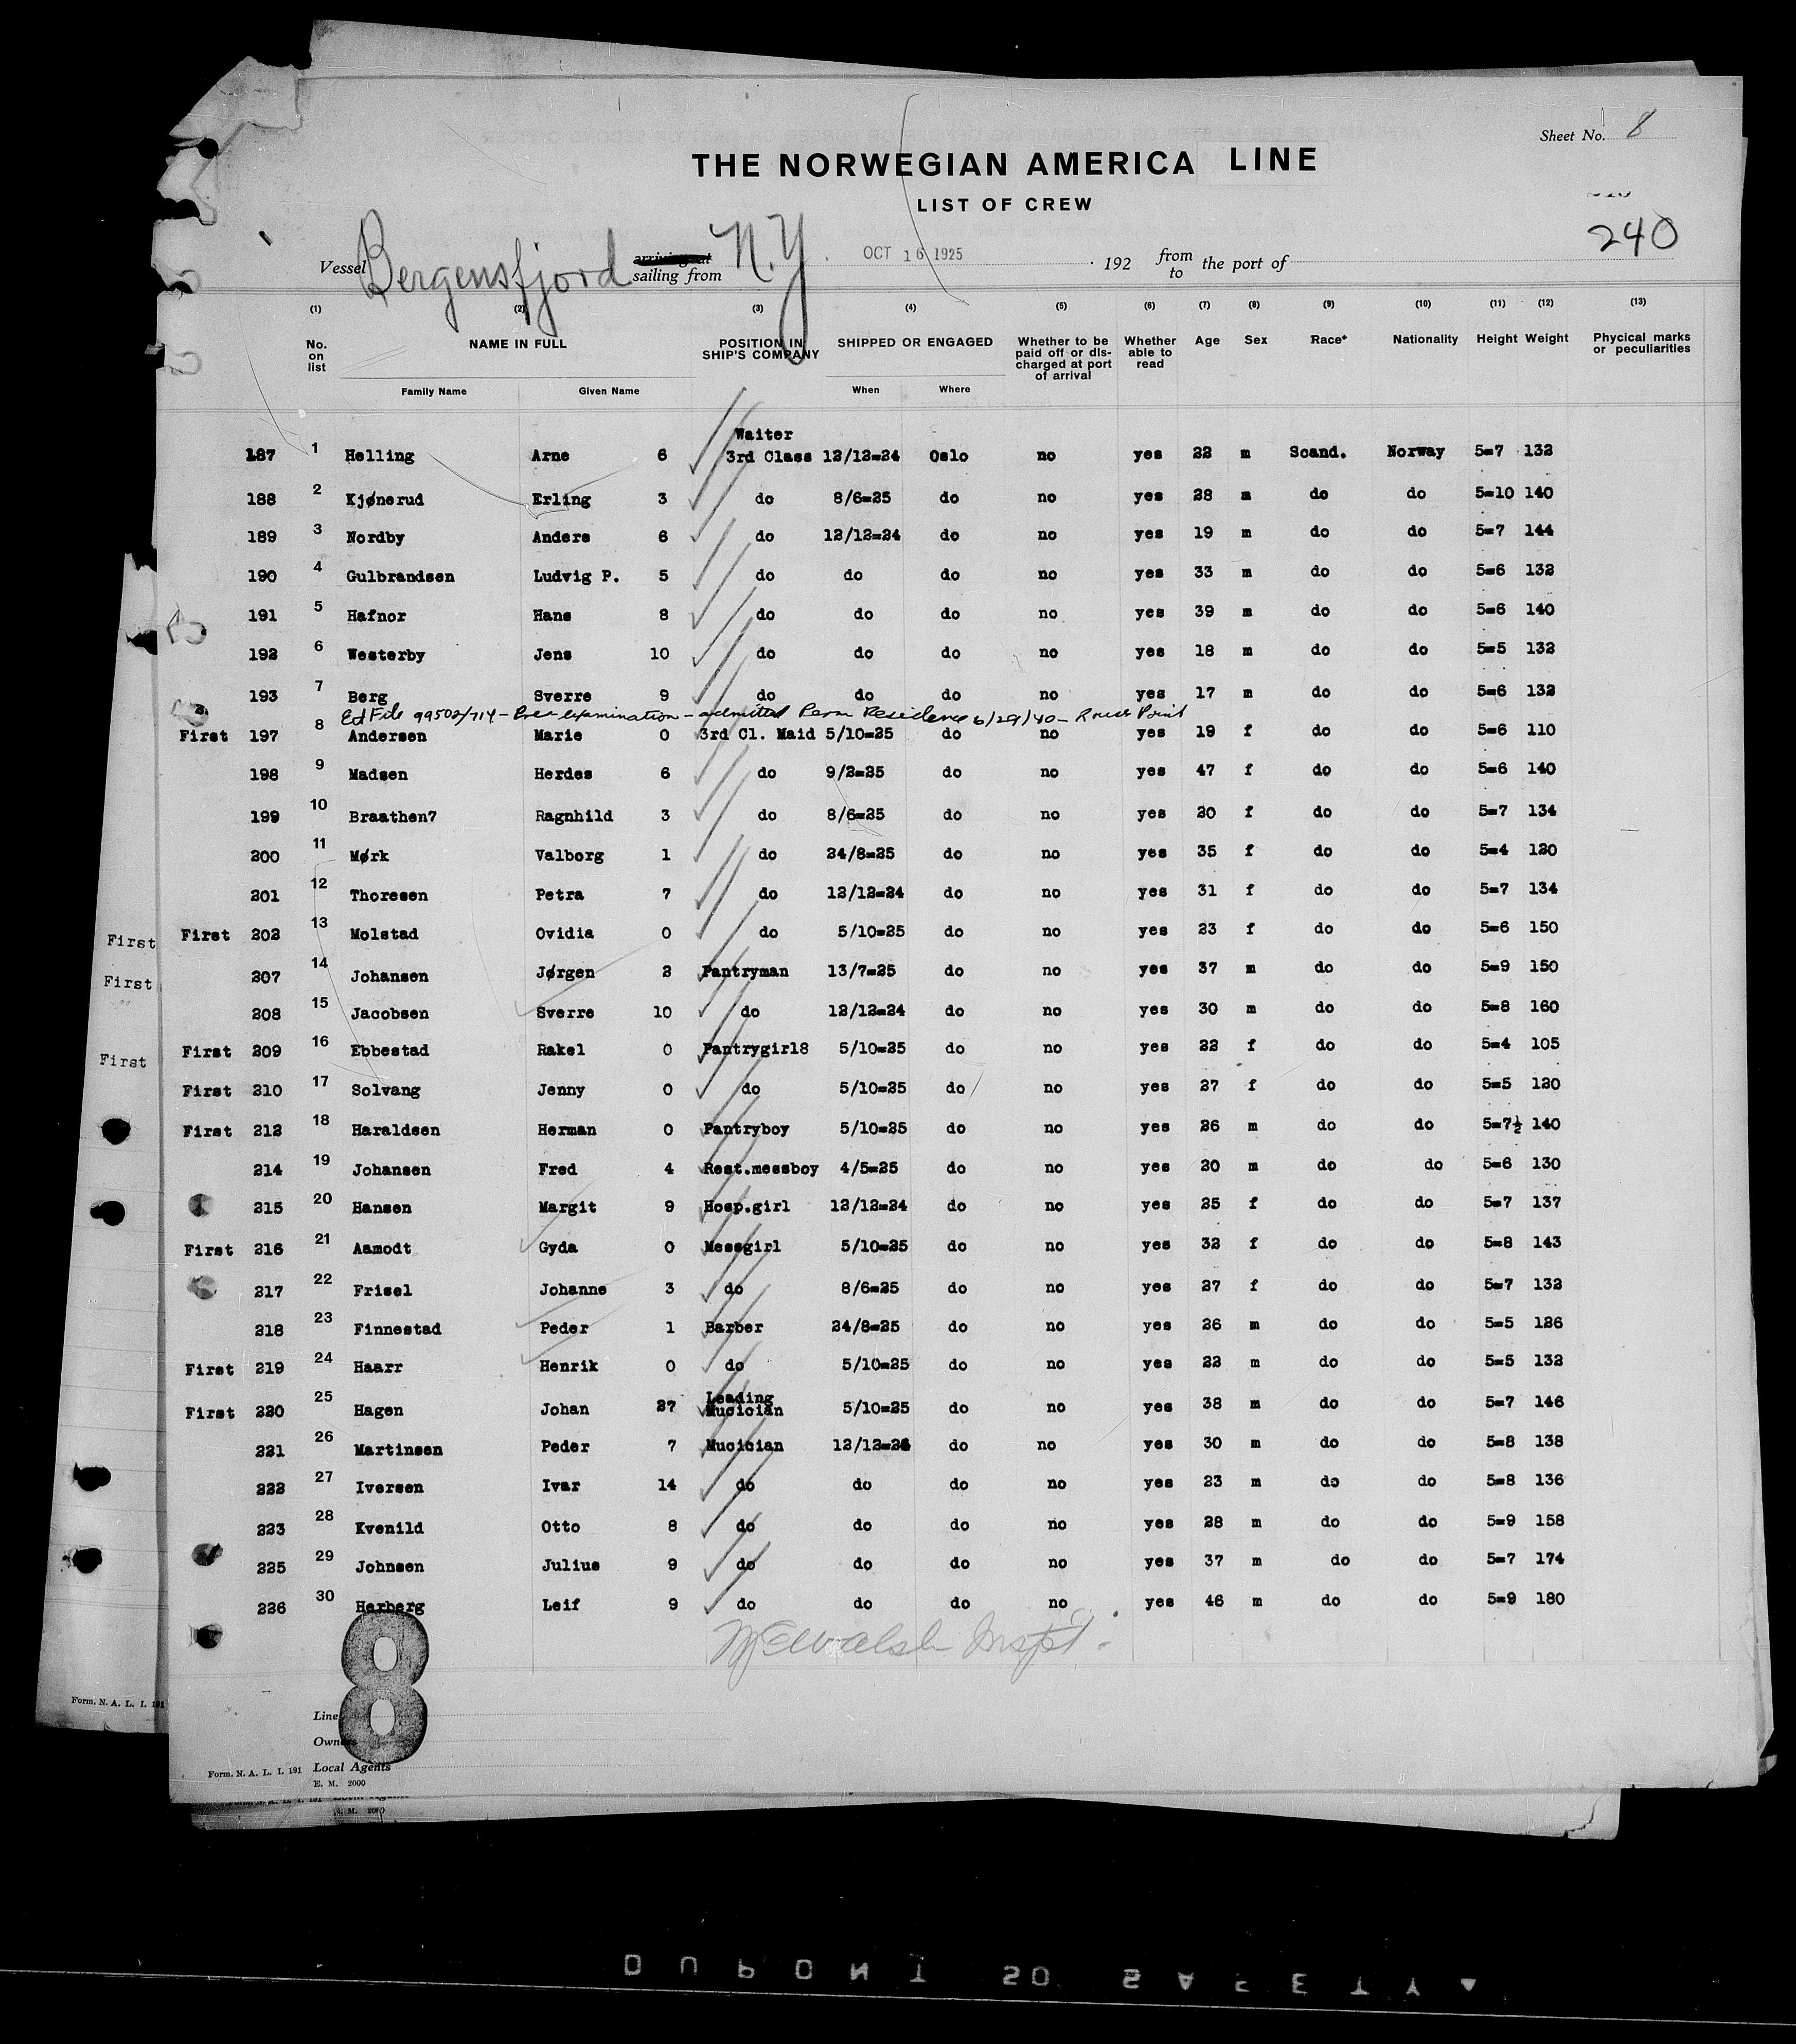 Sheet No. 8
THE NORWEGIAN AMERICA LINE
LIST OF CREW
240
Vessel Bergensfjord arriving at sailing from N.Y. OCT 16 1925 192 from to the port of
(1) (2) (3) (4) (5) (6) (7) (8) (9) (10) (11) (12) (13)
No. on list NAME IN FULL POSITION IN SHIP'S COMPANY SHIPPED OR ENGAGED Whether to be paid off or discharged at port of arrival Whether able to read Age Sex Race* Nationality Height Weight Physical marks or peculiarities
Family Name Given Name When Where
187 1 Helling Arne 6 Waiter 3rd Class 12/12=24 Oslo no yes 22 m Scand. Norway 5=7 132
188 2 Kjønerud Erling 3 do 8/6=25 do no yes 28 m do do 5=10 140
189 3 Nordby Anders 6 do 12/12=24 do no yes 19 m do do 5=7 144
190 4 Gulbrandsen Ludvig P. 5 do do do no yes 33 m do do 5=6 132
191 5 Hafnor Hans 8 do do do no yes 39 m do do 5=6 140
192 6 Westerby Jens 10 do do do no yes 18 m do do 5=5 132
193 7 Berg Sverre 9 do do do no yes 17 m do do 5=6 132
Ed File 99502/714 - Pre-examination - admitted Perm Residence 6/29/40 - Rouses Point
First 197 8 Andersen Marie 0 3rd Cl. Maid 5/10=25 do no yes 19 f do do 5=6 110
198 9 Madsen Herdes 6 do 9/2=25 do no yes 47 f do do 5=6 140
199 10 Braathen7 Ragnhild 3 do 8/6=25 do no yes 20 f do do 5=7 134
200 11 Mørk Valborg 1 do 24/8=25 do no yes 35 f do do 5=4 120
201 12 Thoresen Petra 7 do 12/12=24 do no yes 31 f do do 5=7 134
First 202 13 Molstad Ovidia 0 do 5/10=25 do no yes 23 f do do 5=6 150
207 14 Johansen Jørgen 2 Pantryman 13/7=25 do no yes 37 m do do 5=9 150
208 15 Jacobsen Sverre 10 do 12/12=24 do no yes 30 m do do 5=8 160
First 209 16 Ebbestad Rakel 0 Pantrygirl8 5/10=25 do no yes 22 f do do 5=4 105
First 210 17 Solvang Jenny 0 do 5/10=25 do no yes 27 f do do 5=5 120
First 212 18 Haraldsen Herman 0 Pantryboy 5/10=25 do no yes 26 m do do 5=7½ 140
214 19 Johansen Fred 4 Rest.messboy 4/5=25 do no yes 20 m do do 5=6 130
215 20 Hansen Margit 9 Hosp.girl 12/12=24 do no yes 25 f do do 5=7 137
First 216 21 Aamodt Gyda 0 Messgirl 5/10=25 do no yes 32 f do do 5=8 143
217 22 Frisel Johanne 3 do 8/6=25 do no yes 27 f do do 5=7 132
218 23 Finnestad Peder 1 Barber 24/8=25 do no yes 26 m do do 5=5 126
First 219 24 Haarr Henrik 0 do 5/10=25 do no yes 22 m do do 5=5 132
First 220 25 Hagen Johan 27 Leading Mucician 5/10=25 do no yes 38 m do do 5=7 146
221 26 Martinsen Peder 7 Mucician 12/12=24 do no yes 30 m do do 5=8 138
222 27 Iversen Ivar 14 do do do no yes 23 m do do 5=8 136
223 28 Kvenild Otto 8 do do do no yes 28 m do do 5=9 158
225 29 Johnsen Julius 9 do do do no yes 37 m do do 5=7 174
226 30 Herberg Leif 9 do do do no yes 46 m do do 5=9 180
First
First
First
Walsh Inspt.
8
Line
Owners
Local Agents
Form. N. A. L. I. 191
E. M. 2000
Form. N. A. L. I. 191
DUPONT SO SAFETY